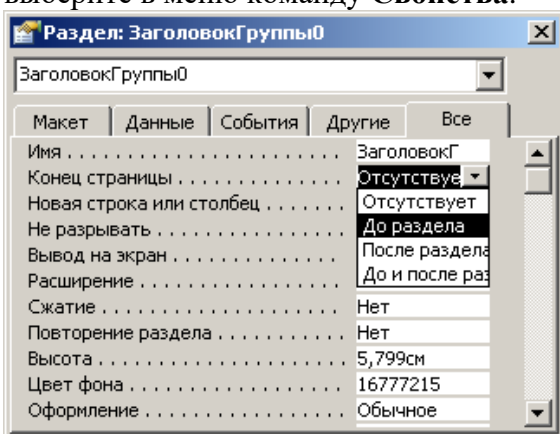 выберите в меню команду Свойства.
Раздел: ЗаголовокГруппы0
ЗаголовокГруппы0
Макет Данные События Другие Все
Имя . . . . . . . . . . . . . . . . . . . . . . . ЗаголовокГ
Конец страницы . . . . . . . . . . . . . Отсутствуе
Новая строка или столбец . . . . . . . Отсутствует
Не разрывать . . . . . . . . . . . . . . . До раздела
Вывод на экран . . . . . . . . . . . . . . После раздела
Расширение . . . . . . . . . . . . . . . . До и после раз
Сжатие . . . . . . . . . . . . . . . . . . . . Нет
Повторение раздела . . . . . . . . . . . Нет
Высота . . . . . . . . . . . . . . . . . . . . 5,799см
Цвет фона . . . . . . . . . . . . . . . . . 16777215
Оформление . . . . . . . . . . . . . . . . Обычное